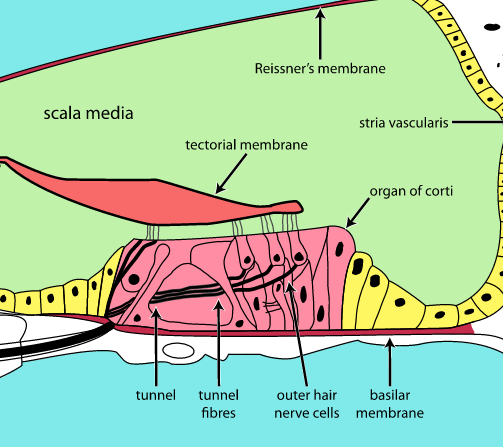 Reissner's membrane
scala media
stria vascularis
tectorial membrane
organ of corti
tunnel
tunnel
fibres
outer hair
nerve cells
basilar
membrane